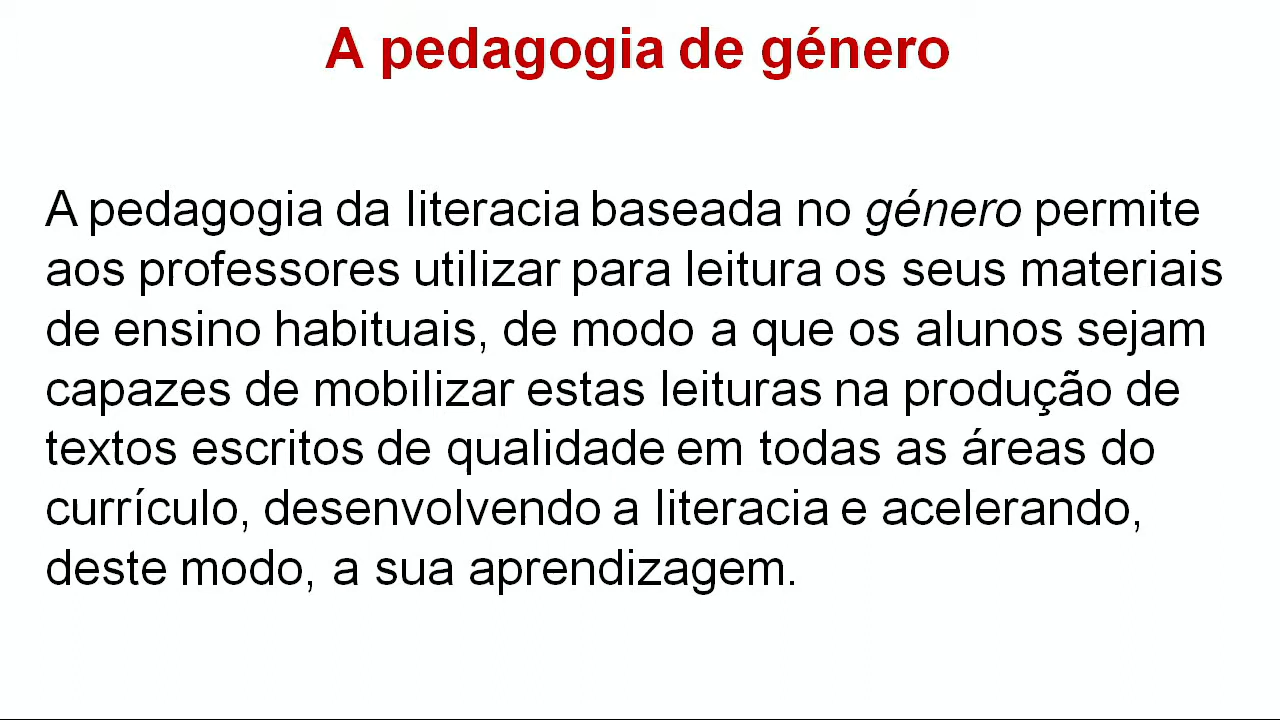 A pedagogia de género
A pedagogia da literacia baseada no género permite
aos professores utilizar para leitura os seus materiais
de ensino habituais, de modo a que os alunos sejam
capazes de mobilizar estas leituras na produção de
textos escritos de qualidade em todas as áreas do
currículo, desenvolvendo a literacia e acelerando,
deste modo, a sua aprendizagem.